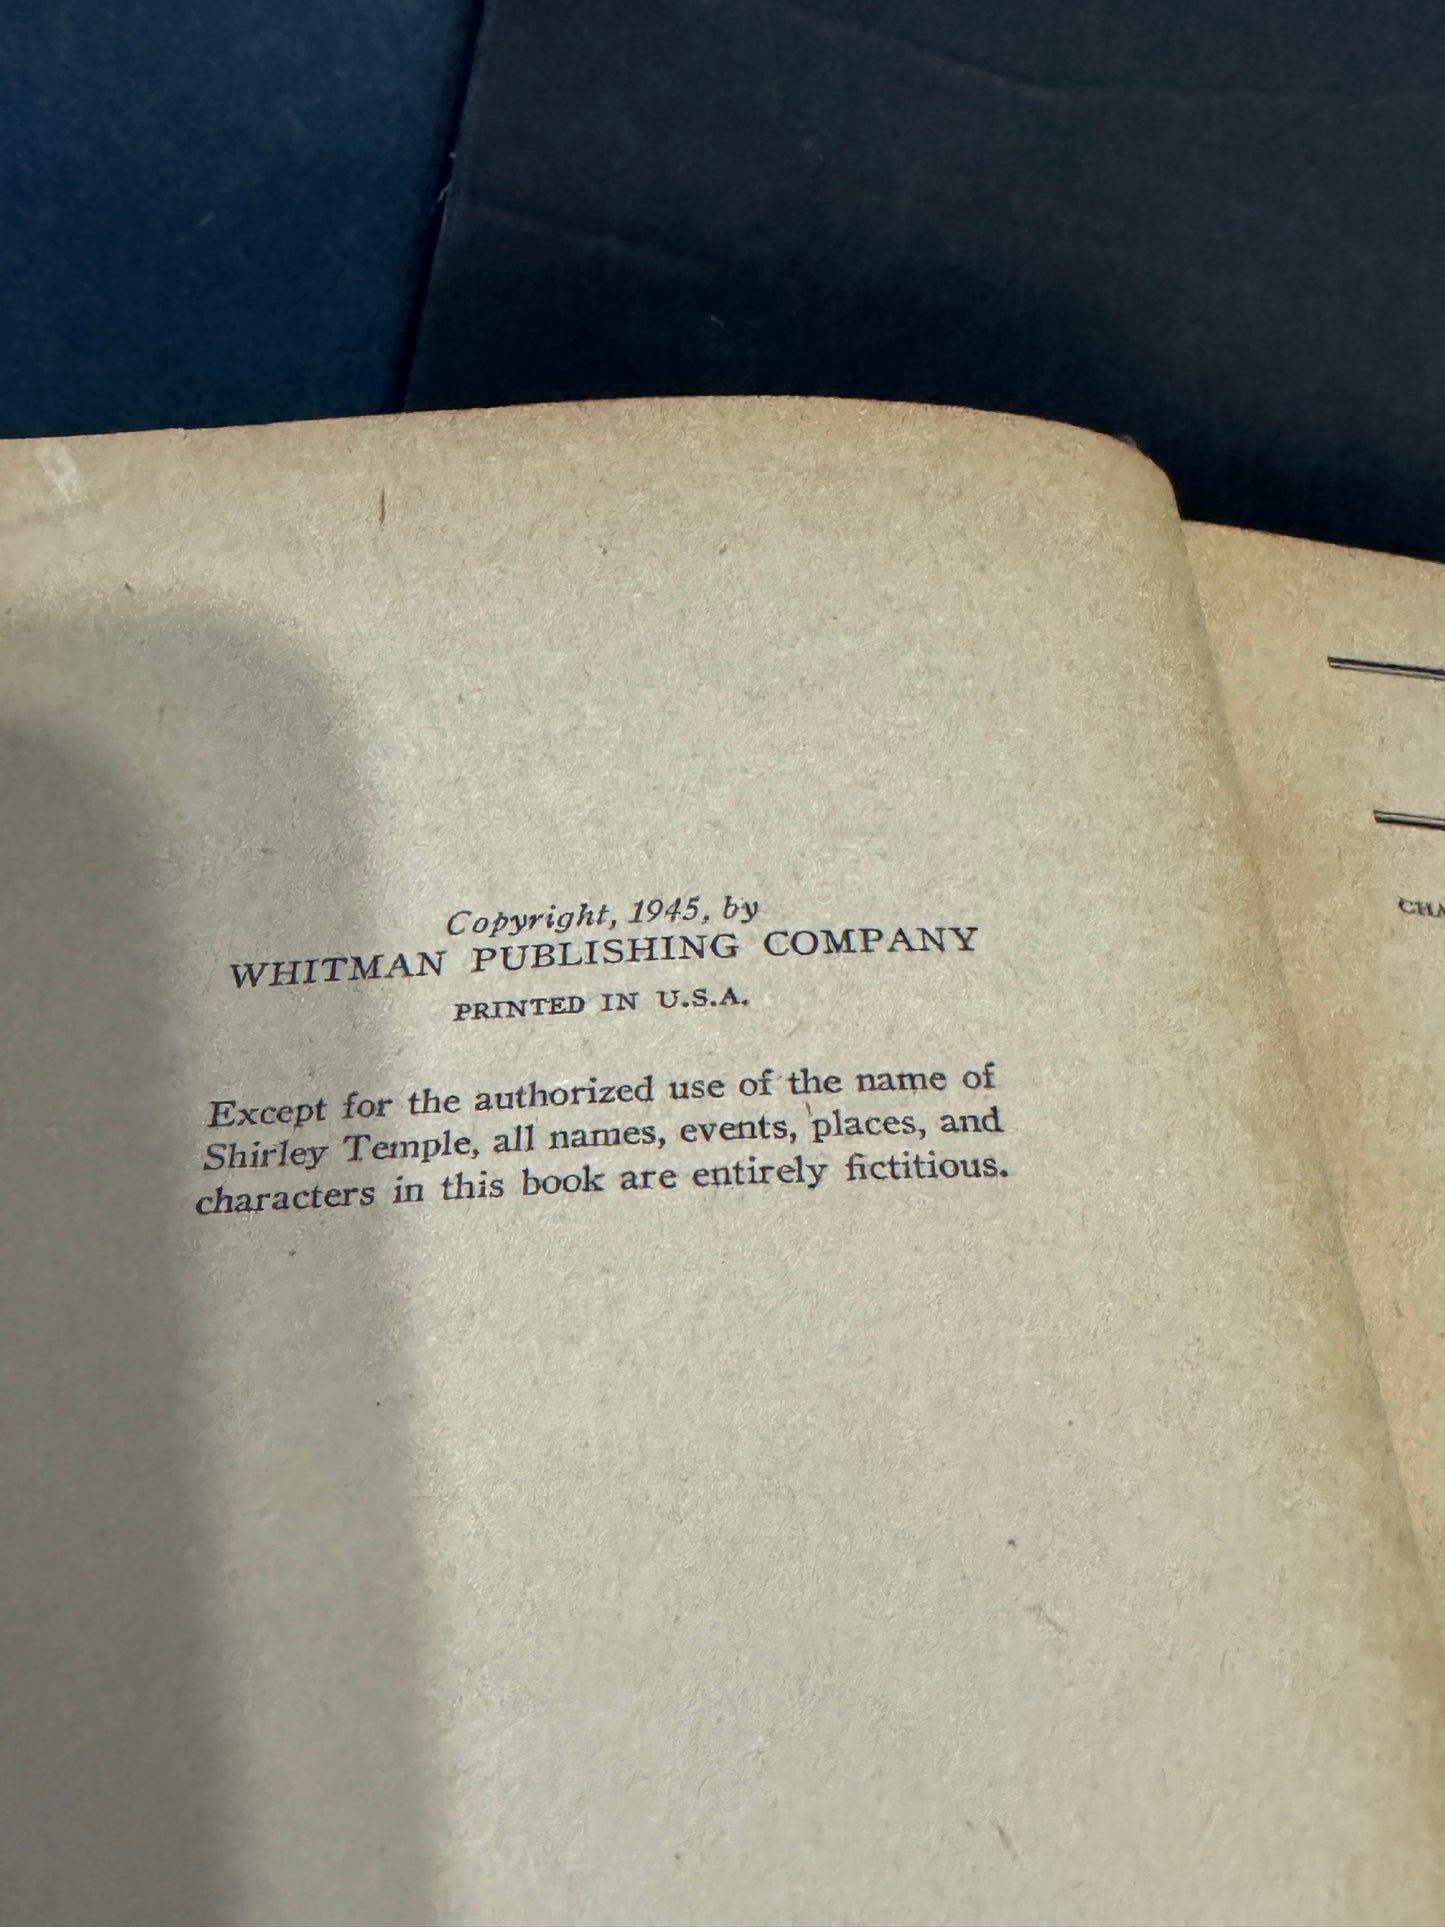 Copyright, 1945, by
WHITMAN PUBLISHING COMPANY
PRINTED IN U.S.A.
Except for the authorized use of the name of
Shirley Temple, all names, events, places, and
characters in this book are entirely fictitious.